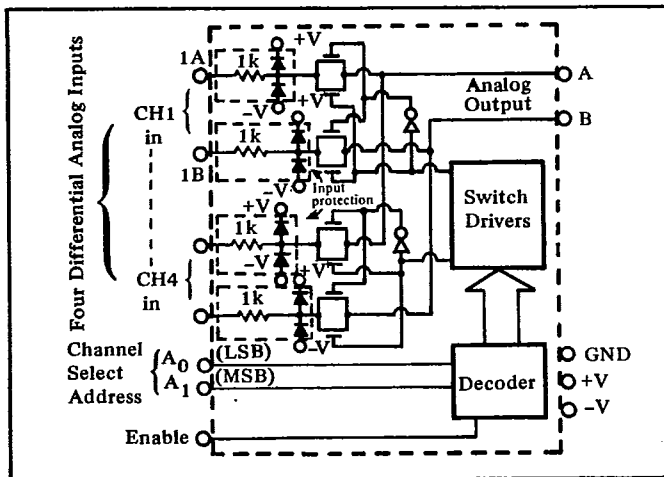 Four Differential Analog Inputs
1A
CH1
in
1B
CH4
in
+V
1k
-V
+V
1k
-V
Input
protection
+V
1k
-V
+V
1k
-V
Analog
Output
A
B
Switch
Drivers
Decoder
GND
+V
-V
Channel
Select
Address
A0
(LSB)
A1
(MSB)
Enable